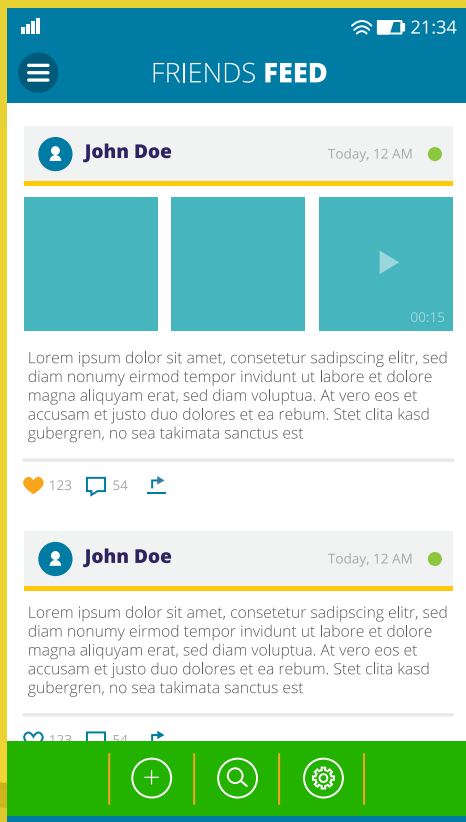 21:34
FRIENDS FEED
John Doe
Today, 12 AM
00:15
Lorem ipsum dolor sit amet, consetetur sadipscing elitr, sed
diam nonumy eirmod tempor invidunt ut labore et dolore
magna aliquyam erat, sed diam voluptua. At vero eos et
accusam et justo duo dolores et ea rebum. Stet clita kasd
gubergren, no sea takimata sanctus est
123 54
John Doe
Today, 12 AM
Lorem ipsum dolor sit amet, consetetur sadipscing elitr, sed
diam nonumy eirmod tempor invidunt ut labore et dolore
magna aliquyam erat, sed diam voluptua. At vero eos et
accusam et justo duo dolores et ea rebum. Stet clita kasd
gubergren, no sea takimata sanctus est
123 54